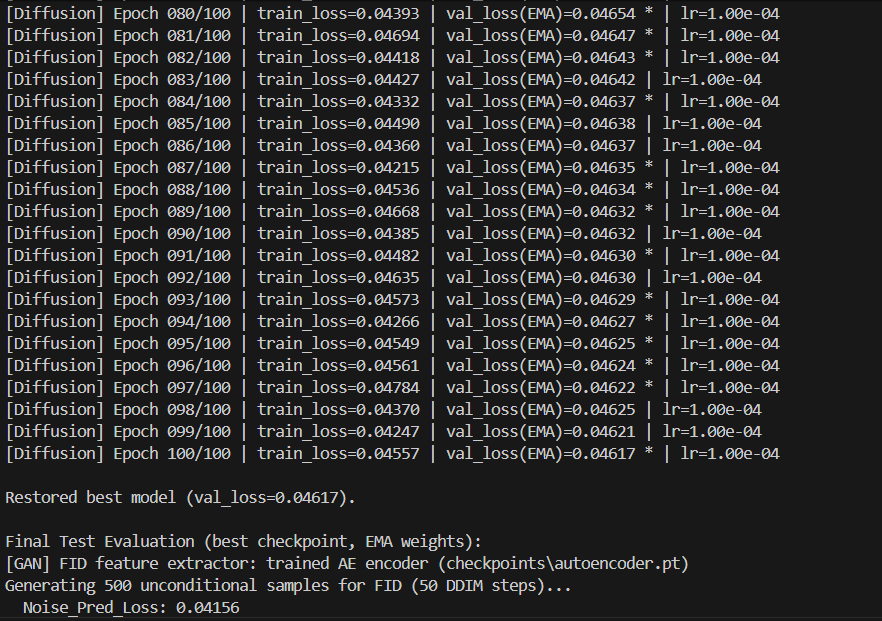 [Diffusion] Epoch 080/100 | train_loss=0.04393 | val_loss(EMA)=0.04654 * | lr=1.00e-04
[Diffusion] Epoch 081/100 | train_loss=0.04694 | val_loss(EMA)=0.04647 * | lr=1.00e-04
[Diffusion] Epoch 082/100 | train_loss=0.04418 | val_loss(EMA)=0.04643 * | lr=1.00e-04
[Diffusion] Epoch 083/100 | train_loss=0.04427 | val_loss(EMA)=0.04642 | lr=1.00e-04
[Diffusion] Epoch 084/100 | train_loss=0.04332 | val_loss(EMA)=0.04637 * | lr=1.00e-04
[Diffusion] Epoch 085/100 | train_loss=0.04490 | val_loss(EMA)=0.04638 | lr=1.00e-04
[Diffusion] Epoch 086/100 | train_loss=0.04360 | val_loss(EMA)=0.04637 | lr=1.00e-04
[Diffusion] Epoch 087/100 | train_loss=0.04215 | val_loss(EMA)=0.04635 * | lr=1.00e-04
[Diffusion] Epoch 088/100 | train_loss=0.04536 | val_loss(EMA)=0.04634 * | lr=1.00e-04
[Diffusion] Epoch 089/100 | train_loss=0.04668 | val_loss(EMA)=0.04632 * | lr=1.00e-04
[Diffusion] Epoch 090/100 | train_loss=0.04385 | val_loss(EMA)=0.04632 | lr=1.00e-04
[Diffusion] Epoch 091/100 | train_loss=0.04482 | val_loss(EMA)=0.04630 * | lr=1.00e-04
[Diffusion] Epoch 092/100 | train_loss=0.04635 | val_loss(EMA)=0.04630 | lr=1.00e-04
[Diffusion] Epoch 093/100 | train_loss=0.04573 | val_loss(EMA)=0.04629 * | lr=1.00e-04
[Diffusion] Epoch 094/100 | train_loss=0.04266 | val_loss(EMA)=0.04627 * | lr=1.00e-04
[Diffusion] Epoch 095/100 | train_loss=0.04549 | val_loss(EMA)=0.04625 * | lr=1.00e-04
[Diffusion] Epoch 096/100 | train_loss=0.04561 | val_loss(EMA)=0.04624 * | lr=1.00e-04
[Diffusion] Epoch 097/100 | train_loss=0.04784 | val_loss(EMA)=0.04622 * | lr=1.00e-04
[Diffusion] Epoch 098/100 | train_loss=0.04370 | val_loss(EMA)=0.04625 | lr=1.00e-04
[Diffusion] Epoch 099/100 | train_loss=0.04247 | val_loss(EMA)=0.04621 | lr=1.00e-04
[Diffusion] Epoch 100/100 | train_loss=0.04557 | val_loss(EMA)=0.04617 * | lr=1.00e-04
Restored best model (val_loss=0.04617).
Final Test Evaluation (best checkpoint, EMA weights):
[GAN] FID feature extractor: trained AE encoder (checkpoints\autoencoder.pt)
Generating 500 unconditional samples for FID (50 DDIM steps)...
Noise_Pred_Loss: 0.04156